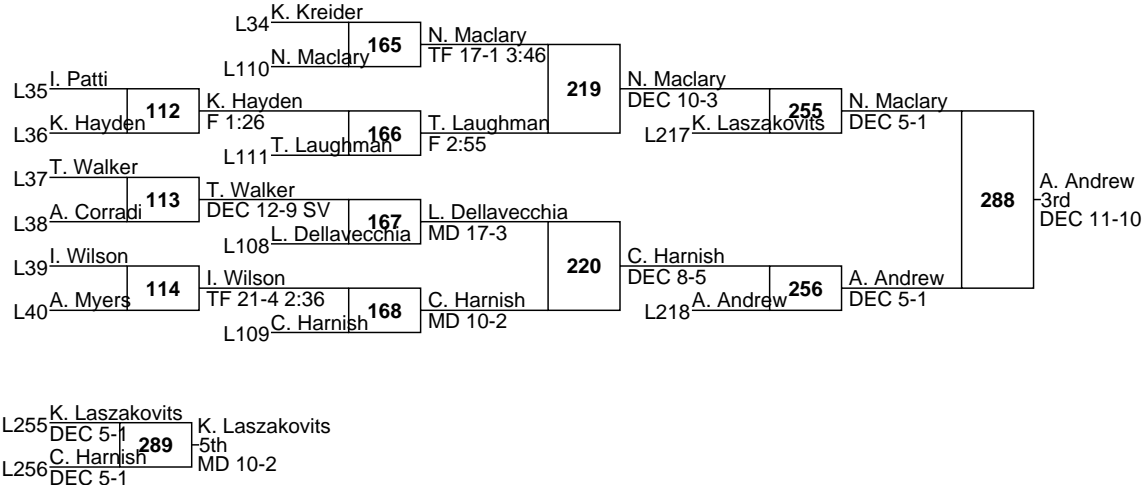 L34 K. Kreider
165
N. Maclary
TF 17-1 3:46
L110 N. Maclary
L35 I. Patti
112
K. Hayden
F 1:26
L36 K. Hayden
166
T. Laughman
F 2:55
L111 T. Laughman
219
N. Maclary
DEC 10-3
L217 K. Laszakovits
255
N. Maclary
DEC 5-1
L37 T. Walker
113
T. Walker
DEC 12-9 SV
L38 A. Corradi
167
L. Dellavecchia
MD 17-3
L108 L. Dellavecchia
L39 I. Wilson
114
I. Wilson
TF 21-4 2:36
L40 A. Myers
168
C. Harnish
MD 10-2
L109 C. Harnish
220
C. Harnish
DEC 8-5
L218 A. Andrew
256
A. Andrew
DEC 5-1
288
A. Andrew
3rd
DEC 11-10
L255 K. Laszakovits
DEC 5-1
289
K. Laszakovits
5th
MD 10-2
L256 C. Harnish
DEC 5-1